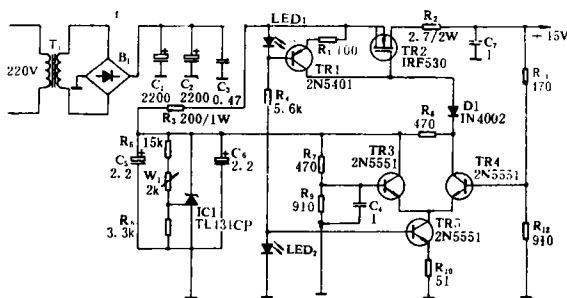 T₁
B₁
220V
C₁
2200
C₂
2200
C₃
0.47
LED₁
R₁ 100
TR1
2N5401
TR2
IRF530
R₂
2.7/2W
C₇
1
+15V
R₃ 200/1W
R₄
5.6k
D1
IN4002
R₈
470
R₁₁
470
R₆
15k
C₅
2.2
W₁
2k
R₅
3.3k
C₆
2.2
IC1
TL431CP
R₇
470
R₉
910
C₄
1
TR3
2N5551
TR4
2N5551
LED₂
TR5
2N5551
R₁₀
51
R₁₂
910